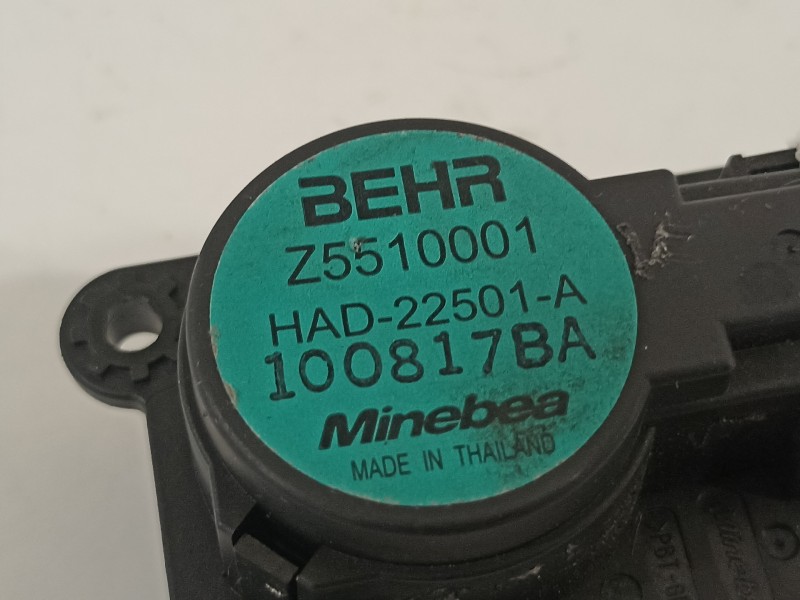 BEHR
Z5510001
HAD-22501-A
100817BA
Minebea
MADE IN THAILAND